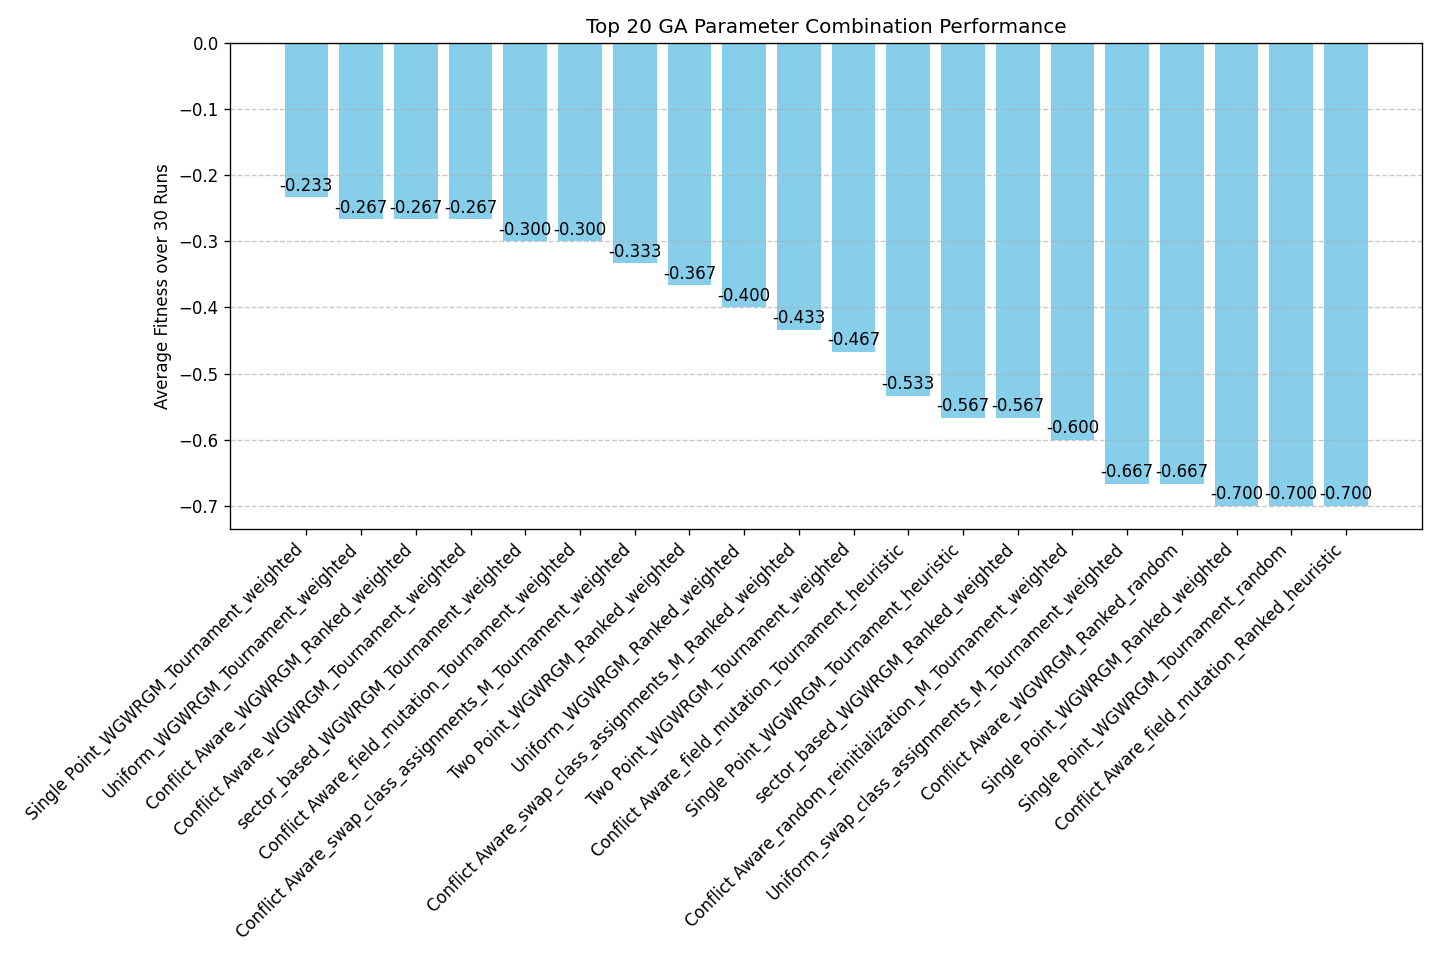 Top 20 GA Parameter Combination Performance
Average Fitness over 30 Runs
0.0
−0.1
−0.2
−0.3
−0.4
−0.5
−0.6
−0.7
-0.233
-0.267
-0.267
-0.267
-0.300
-0.300
-0.333
-0.367
-0.400
-0.433
-0.467
-0.533
-0.567
-0.567
-0.600
-0.667
-0.667
-0.700
-0.700
-0.700
Single Point_WGWRGM_Tournament_weighted
Uniform_WGWRGM_Tournament_weighted
Conflict Aware_WGWRGM_Ranked_weighted
Conflict Aware_WGWRGM_Tournament_weighted
sector_based_WGWRGM_Tournament_weighted
Conflict Aware_field_mutation_Tournament_weighted
Conflict Aware_swap_class_assignments_M_Tournament_weighted
Two Point_WGWRGM_Ranked_weighted
Uniform_WGWRGM_Ranked_weighted
Conflict Aware_swap_class_assignments_M_Ranked_weighted
Two Point_WGWRGM_Tournament_weighted
Conflict Aware_field_mutation_Tournament_heuristic
Single Point_WGWRGM_Tournament_heuristic
sector_based_WGWRGM_Ranked_weighted
Conflict Aware_random_reinitialization_M_Tournament_weighted
Uniform_swap_class_assignments_M_Tournament_weighted
Conflict Aware_WGWRGM_Ranked_random
Single Point_WGWRGM_Ranked_weighted
Single Point_WGWRGM_Tournament_random
Conflict Aware_field_mutation_Ranked_heuristic